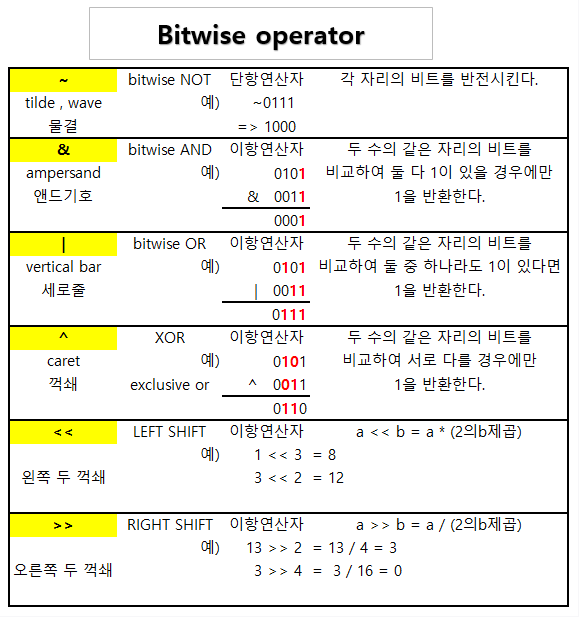 Bitwise operator
~ bitwise NOT 단항연산자 각 자리의 비트를 반전시킨다.
tilde , wave 예) ~0111
물결 => 1000
& bitwise AND 이항연산자 두 수의 같은 자리의 비트를
ampersand 예) 0101 비교하여 둘 다 1이 있을 경우에만
앤드기호 & 0011 1을 반환한다.
0001
| bitwise OR 이항연산자 두 수의 같은 자리의 비트를
vertical bar 예) 0101 비교하여 둘 중 하나라도 1이 있다면
세로줄 | 0011 1을 반환한다.
0111
^ XOR 이항연산자 두 수의 같은 자리의 비트를
caret 예) 0101 비교하여 서로 다를 경우에만
꺽쇄 exclusive or ^ 0011 1을 반환한다.
0110
<< LEFT SHIFT 이항연산자 a << b = a * (2의b제곱)
예) 1 << 3 = 8
왼쪽 두 꺽쇄 3 << 2 = 12
>> RIGHT SHIFT 이항연산자 a >> b = a / (2의b제곱)
예) 13 >> 2 = 13 / 4 = 3
오른쪽 두 꺽쇄 3 >> 4 = 3 / 16 = 0